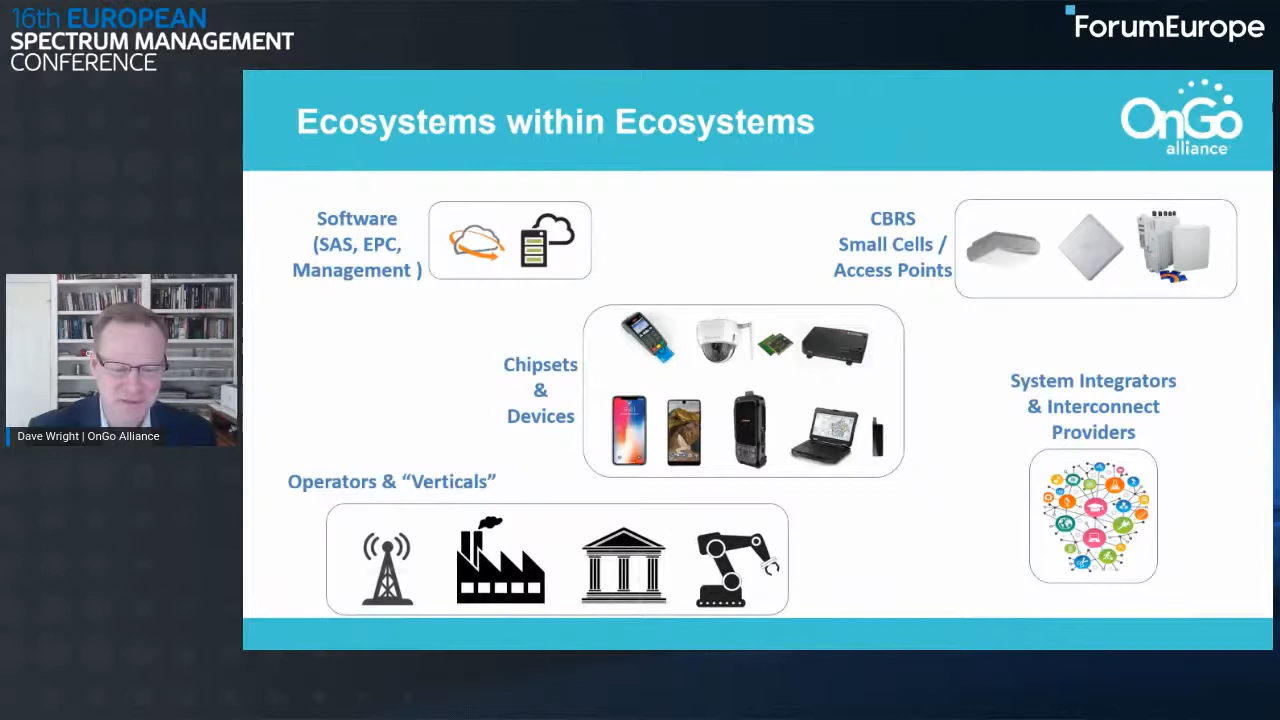 16th EUROPEAN
SPECTRUM MANAGEMENT
CONFERENCE
ForumEurope
Ecosystems within Ecosystems
OnGo
alliance
Software
(SAS, EPC,
Management )
CBRS
Small Cells /
Access Points
Chipsets
&
Devices
System Integrators
& Interconnect
Providers
Operators & “Verticals”
Dave Wright | OnGo Alliance